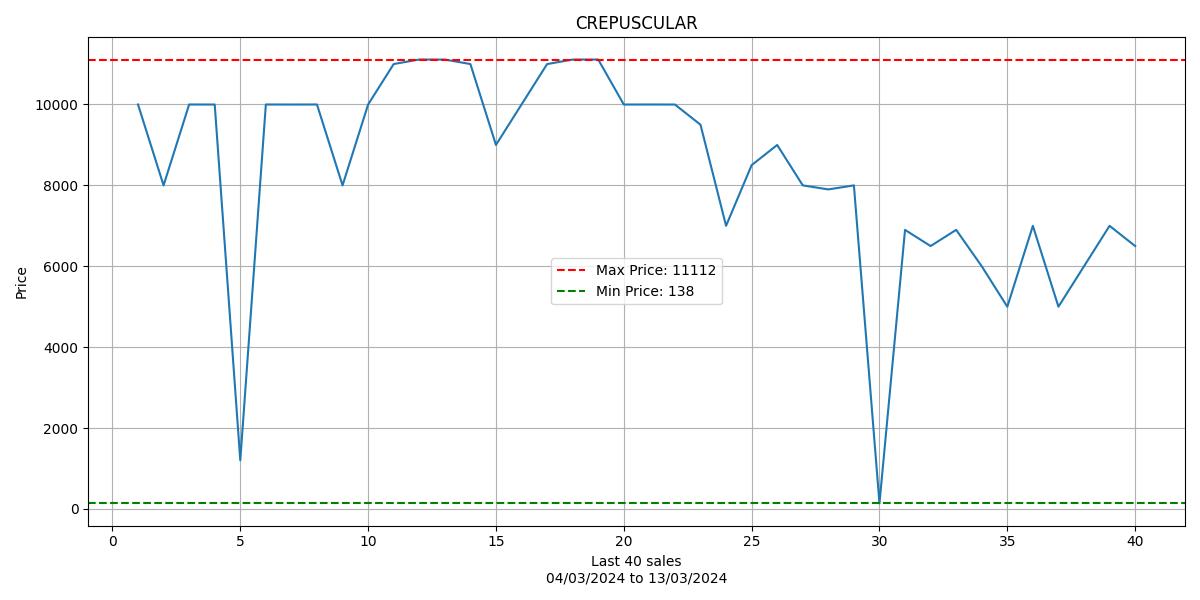 CREPUSCULAR
Price
10000
8000
6000
4000
2000
0
Max Price: 11112
Min Price: 138
0 5 10 15 20 25 30 35 40
Last 40 sales
04/03/2024 to 13/03/2024